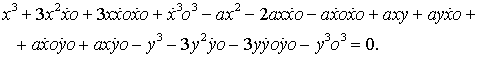 x³ + 3x²ẋo + 3xẋoẋo + ẋ³o³ − ax² − 2axẋo − aẋoẋo + axy + ayẋo +
+ aẋoẏo + axẏo − y³ − 3y²ẏo − 3yẏoẏo − ẏ³o³ = 0.